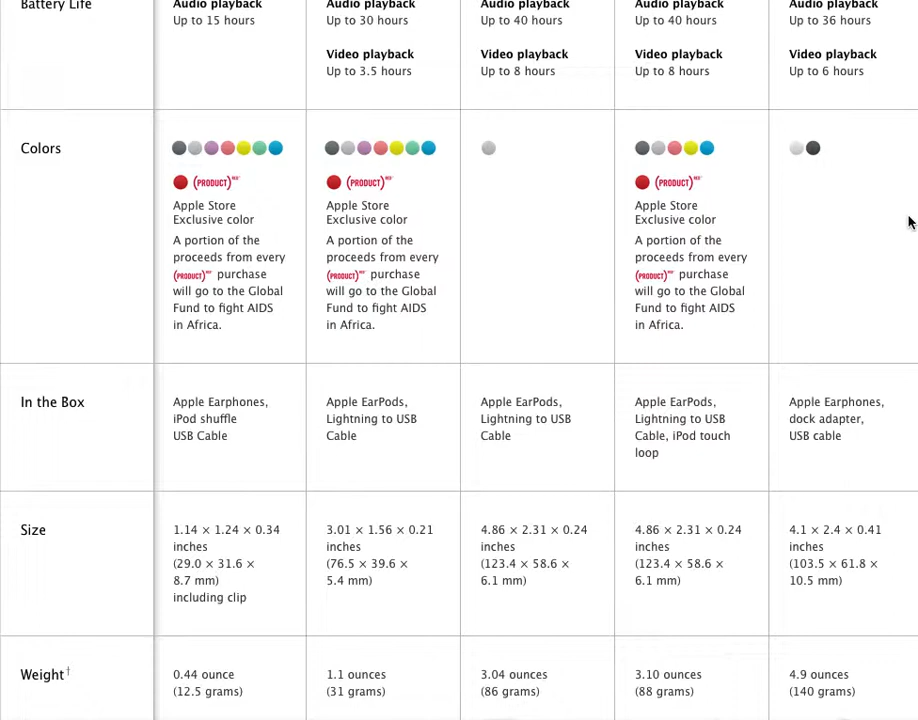 Battery Life
Audio playback
Up to 15 hours
Audio playback
Up to 30 hours
Video playback
Up to 3.5 hours
Audio playback
Up to 40 hours
Video playback
Up to 8 hours
Audio playback
Up to 40 hours
Video playback
Up to 8 hours
Audio playback
Up to 36 hours
Video playback
Up to 6 hours
Colors
(PRODUCT)RED™
Apple Store
Exclusive color
A portion of the
proceeds from every
(PRODUCT)RED™ purchase
will go to the Global
Fund to fight AIDS
in Africa.
(PRODUCT)RED™
Apple Store
Exclusive color
A portion of the
proceeds from every
(PRODUCT)RED™ purchase
will go to the Global
Fund to fight AIDS
in Africa.
(PRODUCT)RED™
Apple Store
Exclusive color
A portion of the
proceeds from every
(PRODUCT)RED™ purchase
will go to the Global
Fund to fight AIDS
in Africa.
In the Box
Apple Earphones,
iPod shuffle
USB Cable
Apple EarPods,
Lightning to USB
Cable
Apple EarPods,
Lightning to USB
Cable
Apple EarPods,
Lightning to USB
Cable, iPod touch
loop
Apple Earphones,
dock adapter,
USB cable
Size
1.14 × 1.24 × 0.34
inches
(29.0 × 31.6 ×
8.7 mm)
including clip
3.01 × 1.56 × 0.21
inches
(76.5 × 39.6 ×
5.4 mm)
4.86 × 2.31 × 0.24
inches
(123.4 × 58.6 ×
6.1 mm)
4.86 × 2.31 × 0.24
inches
(123.4 × 58.6 ×
6.1 mm)
4.1 × 2.4 × 0.41
inches
(103.5 × 61.8 ×
10.5 mm)
Weight†
0.44 ounce
(12.5 grams)
1.1 ounces
(31 grams)
3.04 ounces
(86 grams)
3.10 ounces
(88 grams)
4.9 ounces
(140 grams)